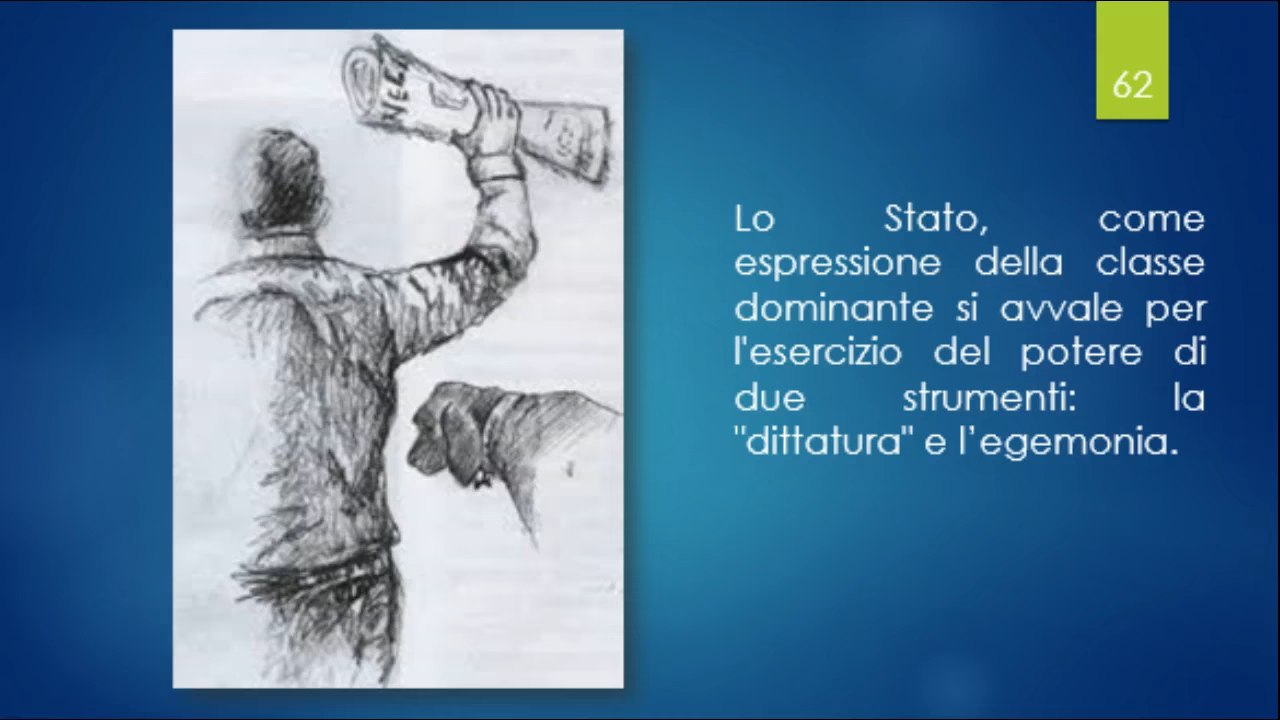 62
Lo Stato, come
espressione della classe
dominante si avvale per
l'esercizio del potere di
due strumenti: la
"dittatura" e l’egemonia.